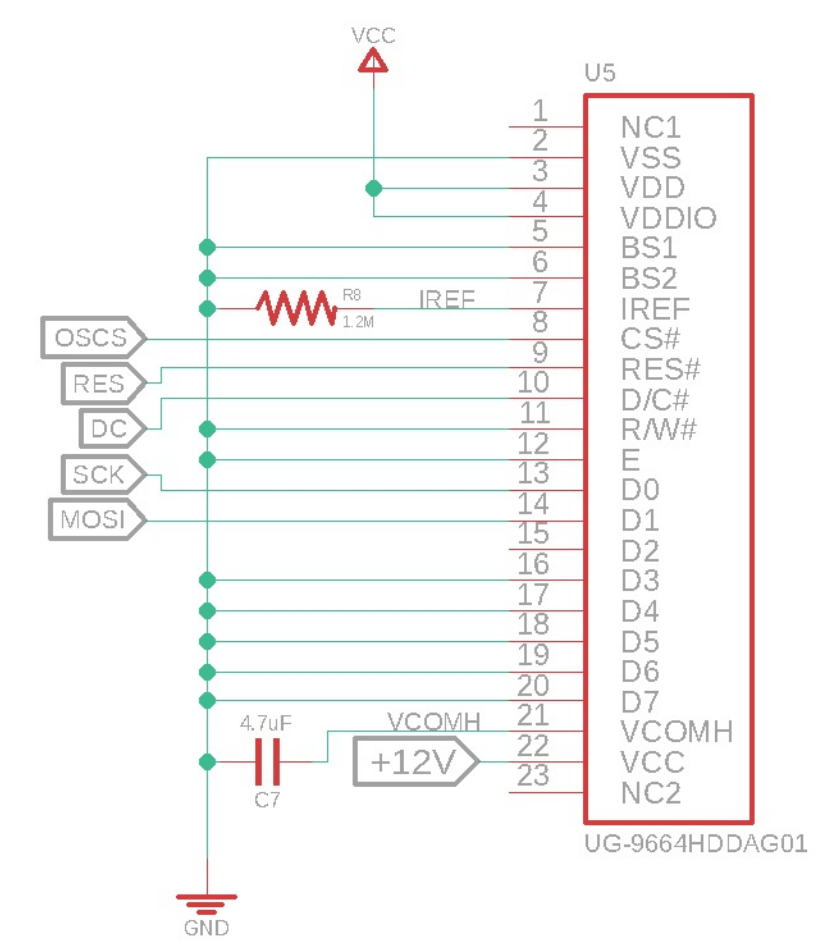 VCC
U5
1
NC1
2
VSS
3
VDD
4
VDDIO
5
BS1
6
BS2
7
IREF
R8
1.2M
IREF
8
CS#
OSCS
9
RES#
RES
10
D/C#
DC
11
R/W#
12
E
13
D0
SCK
14
D1
MOSI
15
D2
16
D3
17
D4
18
D5
19
D6
20
D7
21
VCOMH
4.7uF
VCOMH
22
VCC
+12V
23
NC2
C7
UG-9664HDDAG01
GND